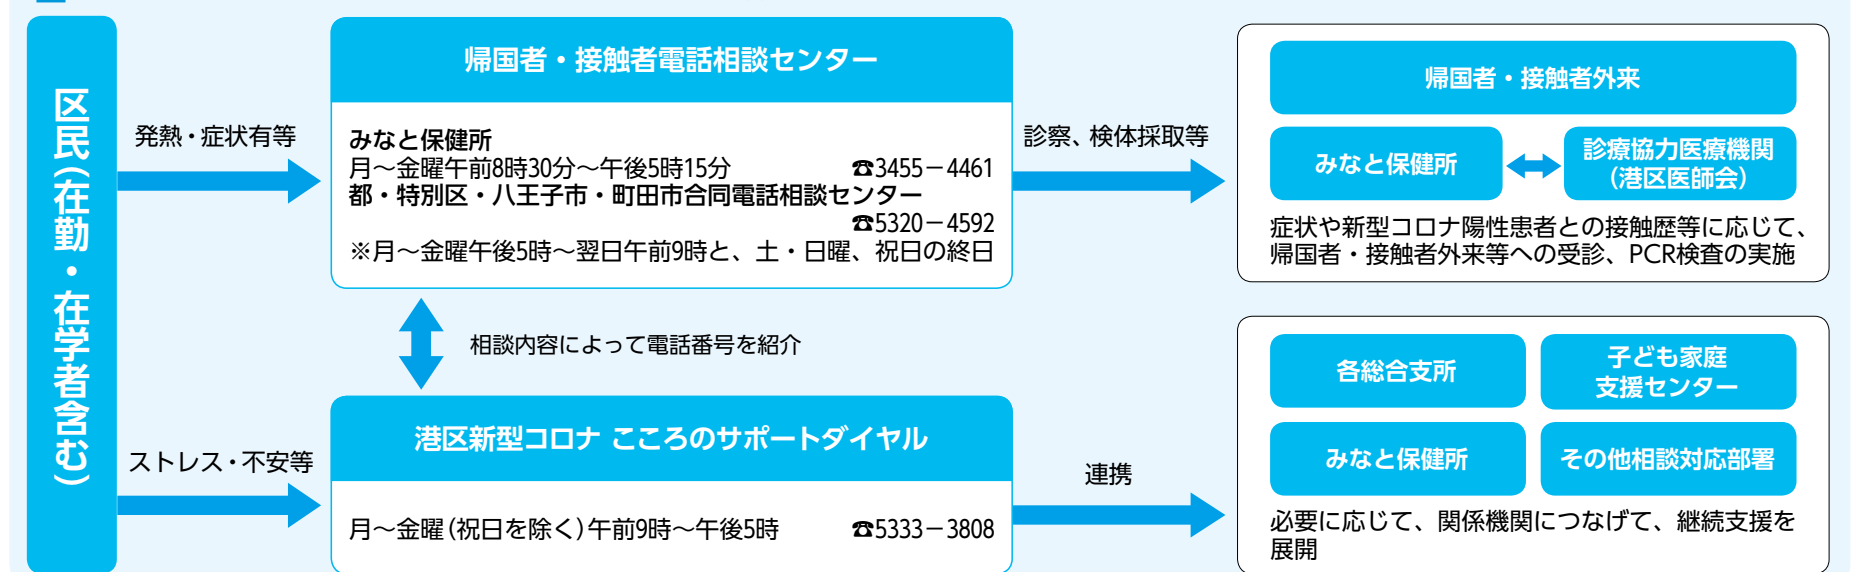 区民(在勤・在学者含む)
発熱・症状有等
帰国者・接触者電話相談センター
みなと保健所
月～金曜午前8時30分～午後5時15分 ☎3455－4461
都・特別区・八王子市・町田市合同電話相談センター
☎5320－4592
※月～金曜午後5時～翌日午前9時と、土・日曜、祝日の終日
診察、検体採取等
帰国者・接触者外来
みなと保健所
診療協力医療機関
(港区医師会)
症状や新型コロナ陽性患者との接触歴等に応じて、
帰国者・接触者外来等への受診、PCR検査の実施
相談内容によって電話番号を紹介
ストレス・不安等
港区新型コロナ こころのサポートダイヤル
月～金曜(祝日を除く)午前9時～午後5時 ☎5333－3808
連携
各総合支所
子ども家庭
支援センター
みなと保健所
その他相談対応部署
必要に応じて、関係機関につなげて、継続支援を
展開